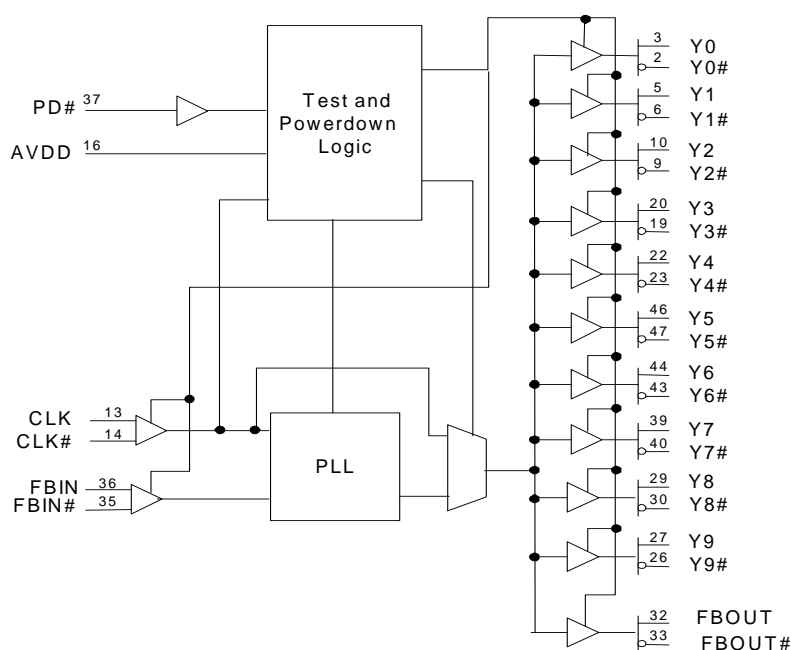 3 Y0
2 Y0#
5 Y1
6 Y1#
10 Y2
9 Y2#
20 Y3
19 Y3#
22 Y4
23 Y4#
46 Y5
47 Y5#
44 Y6
43 Y6#
39 Y7
40 Y7#
29 Y8
30 Y8#
27 Y9
26 Y9#
32 FBOUT
33 FBOUT#
Test and
Powerdown
Logic
PD# 37
AVDD 16
CLK 13
CLK# 14
PLL
FBIN 36
FBIN# 35